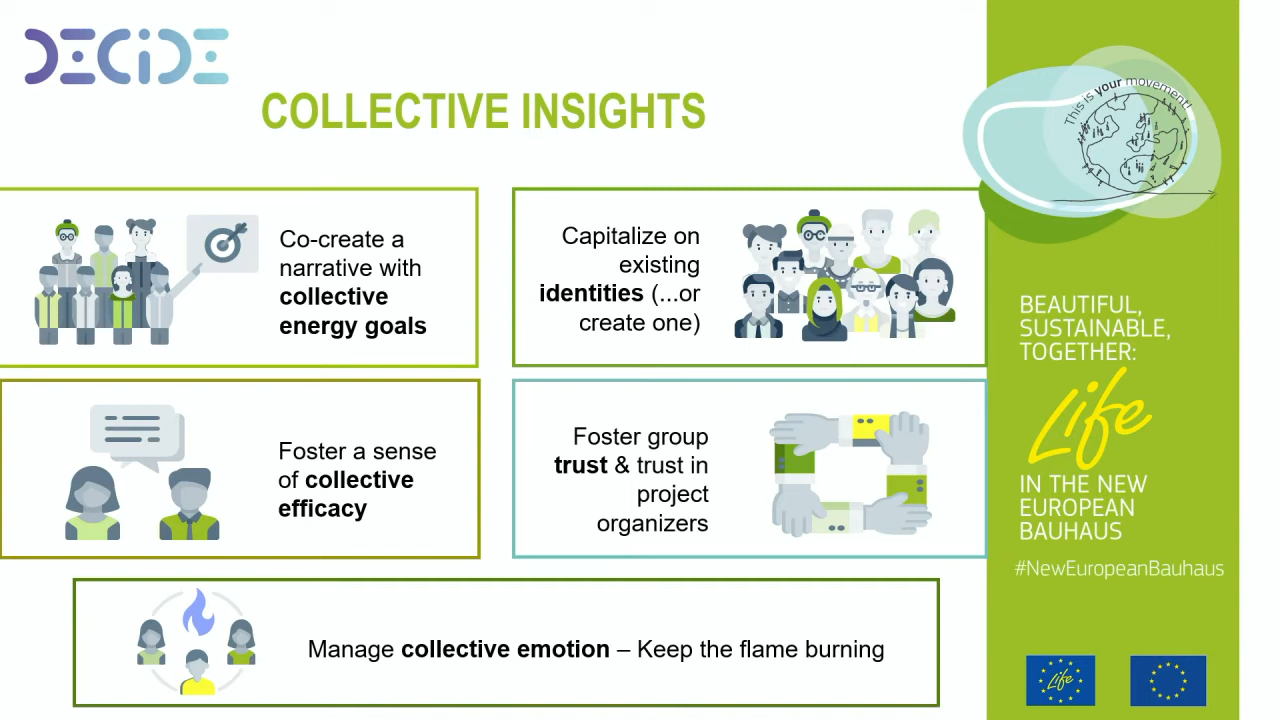 DECIDE
COLLECTIVE INSIGHTS
Co-create a
narrative with
collective
energy goals
Capitalize on
existing
identities (...or
create one)
Foster a sense
of collective
efficacy
Foster group
trust & trust in
project
organizers
Manage collective emotion – Keep the flame burning
This is your movement!
BEAUTIFUL,
SUSTAINABLE,
TOGETHER:
Life
IN THE NEW
EUROPEAN
BAUHAUS
#NewEuropeanBauhaus
Life